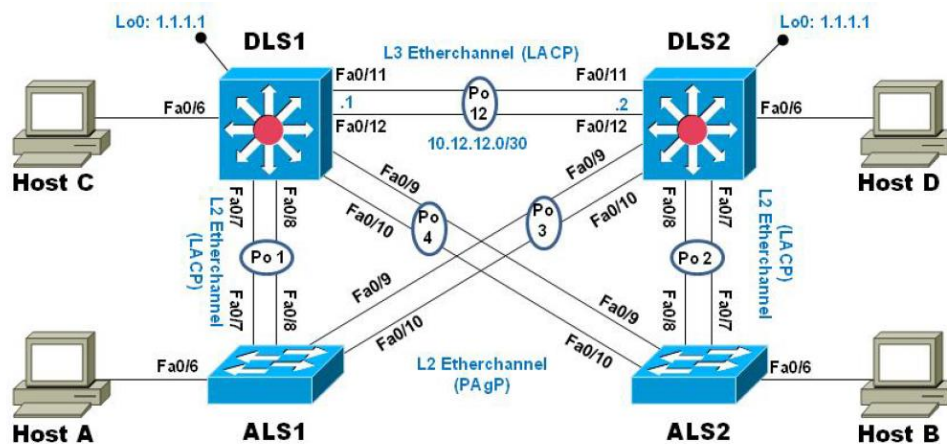 Lo0: 1.1.1.1
Lo0: 1.1.1.1
DLS1
DLS2
L3 Etherchannel (LACP)
Fa0/11
Fa0/11
Fa0/6
.1
Po
12
.2
Fa0/6
Fa0/12
Fa0/12
10.12.12.0/30
Host C
Host D
Fa0/9
Fa0/10
Po
4
Fa0/9
Fa0/10
Po
3
Fa0/7
Fa0/8
L2 Etherchannel
(LACP)
Po 1
Fa0/7
Fa0/8
Fa0/8
Fa0/7
L2 Etherchannel
(LACP)
Po 2
Fa0/8
Fa0/7
Fa0/9
Fa0/10
Fa0/9
Fa0/10
Fa0/6
L2 Etherchannel
(PAgP)
Fa0/6
Host A
ALS1
ALS2
Host B